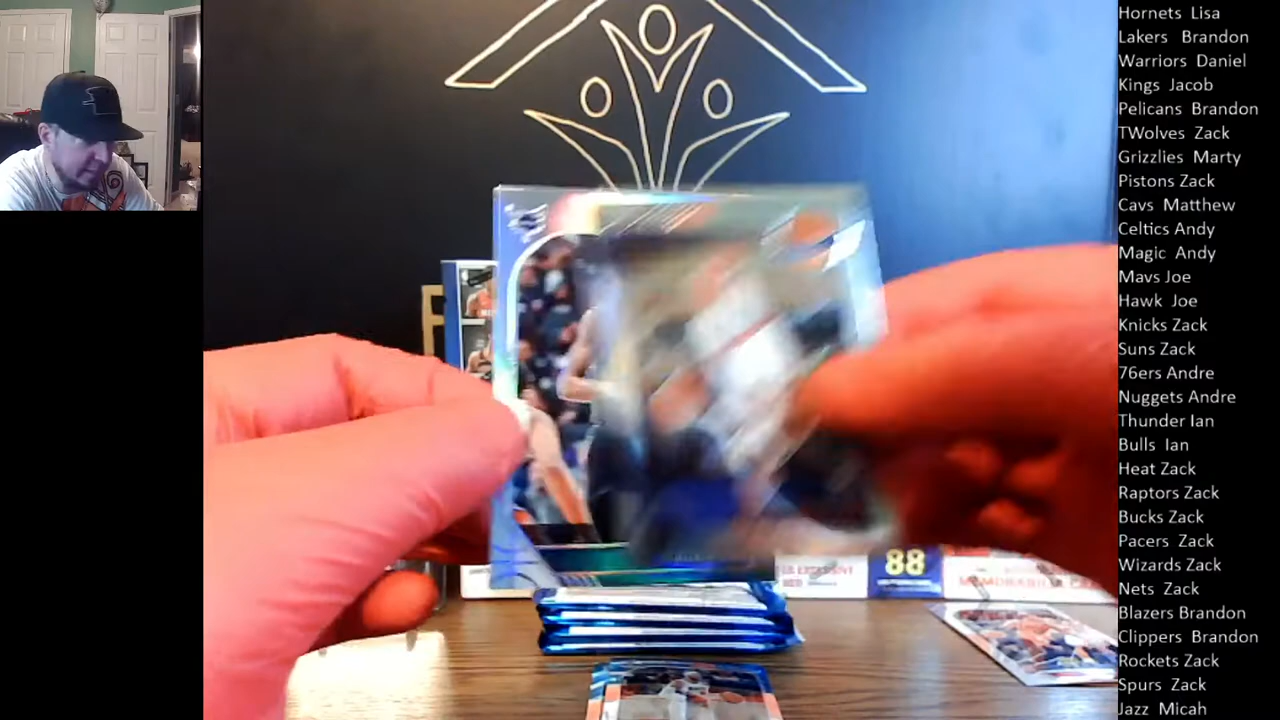 Hornets Lisa
Lakers Brandon
Warriors Daniel
Kings Jacob
Pelicans Brandon
TWolves Zack
Grizzlies Marty
Pistons Zack
Cavs Matthew
Celtics Andy
Magic Andy
Mavs Joe
Hawk Joe
Knicks Zack
Suns Zack
76ers Andre
Nuggets Andre
Thunder Ian
Bulls Ian
Heat Zack
Raptors Zack
Bucks Zack
Pacers Zack
Wizards Zack
Nets Zack
Blazers Brandon
Clippers Brandon
Rockets Zack
Spurs Zack
Jazz Micah
F
88